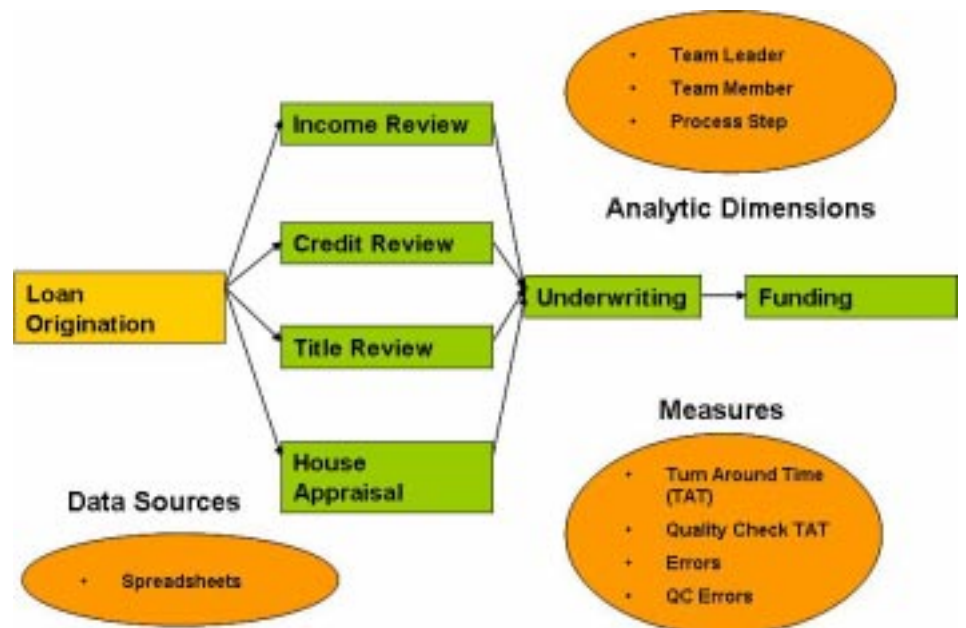 Team Leader
Team Member
Process Step
Analytic Dimensions
Income Review
Credit Review
Loan
Origination
Title Review
House
Appraisal
Underwriting
Funding
Data Sources
Spreadsheets
Measures
Turn Around Time
(TAT)
Quality Check TAT
Errors
QC Errors